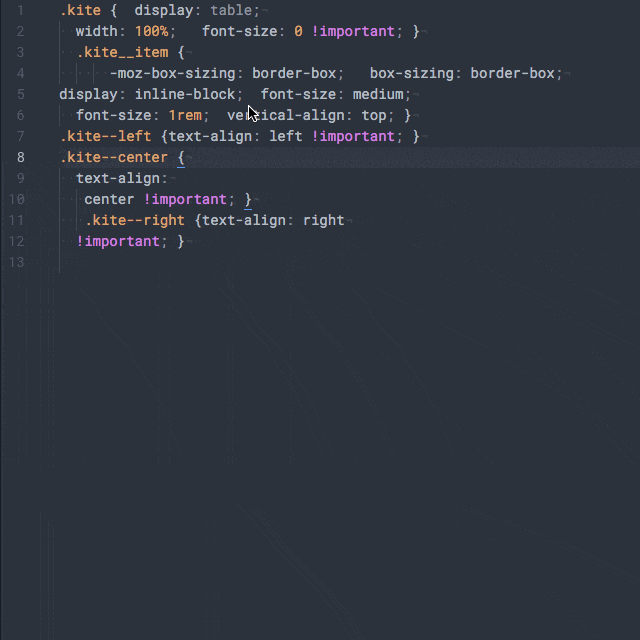 1 .kite {  display: table;
2   width: 100%;   font-size: 0 !important; }
3   .kite__item {
4       -moz-box-sizing: border-box;   box-sizing: border-box;
5 display: inline-block;  font-size: medium;
6   font-size: 1rem;  vertical-align: top; }
7 .kite--left {text-align: left !important; }
8 .kite--center {
9   text-align:
10    center !important; }
11    .kite--right {text-align: right
12   !important; }
13